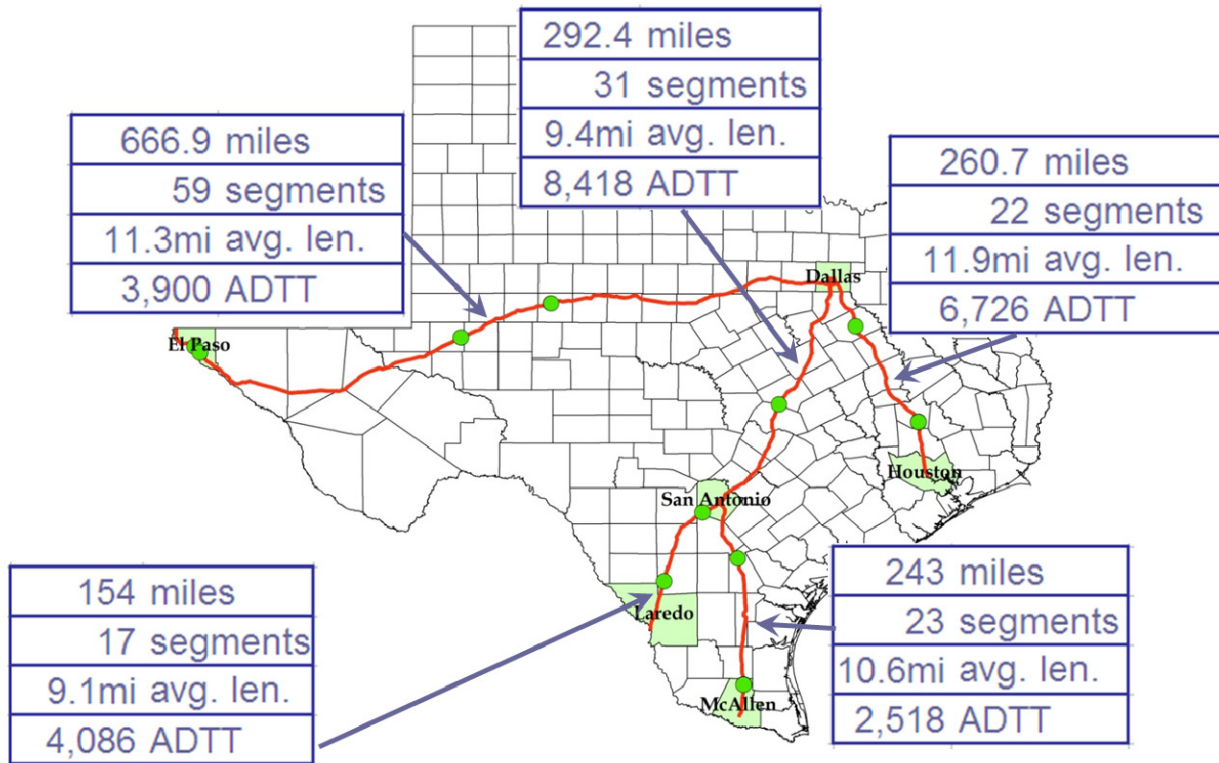 292.4 miles
31 segments
9.4mi avg. len.
8,418 ADTT
666.9 miles
59 segments
11.3mi avg. len.
3,900 ADTT
260.7 miles
22 segments
11.9mi avg. len.
6,726 ADTT
Dallas
El Paso
Houston
San Antonio
154 miles
17 segments
9.1mi avg. len.
4,086 ADTT
243 miles
23 segments
10.6mi avg. len.
2,518 ADTT
Laredo
McAllen